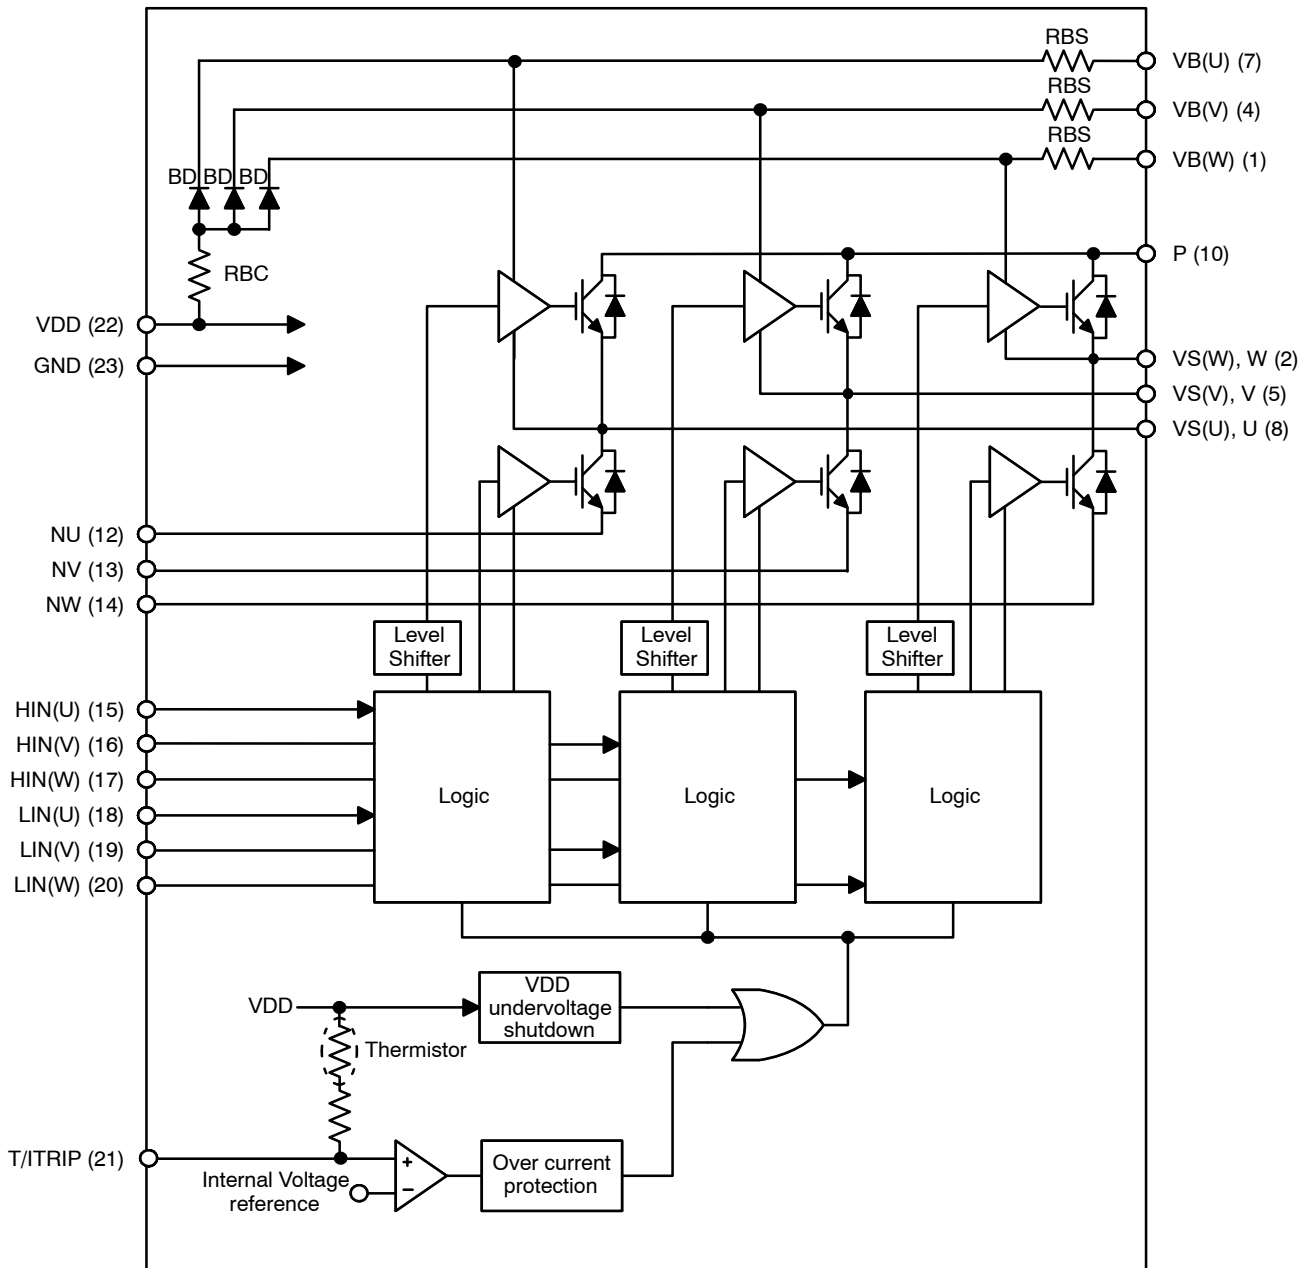 RBS
VB(U) (7)
RBS
VB(V) (4)
RBS
VB(W) (1)
BD BD BD
P (10)
RBC
VDD (22)
GND (23)
VS(W), W (2)
VS(V), V (5)
VS(U), U (8)
NU (12)
NV (13)
NW (14)
Level
Shifter
Level
Shifter
Level
Shifter
HIN(U) (15)
HIN(V) (16)
HIN(W) (17)
LIN(U) (18)
LIN(V) (19)
LIN(W) (20)
Logic
Logic
Logic
VDD
VDD
undervoltage
shutdown
Thermistor
T/ITRIP (21)
+
−
Internal Voltage
reference
Over current
protection